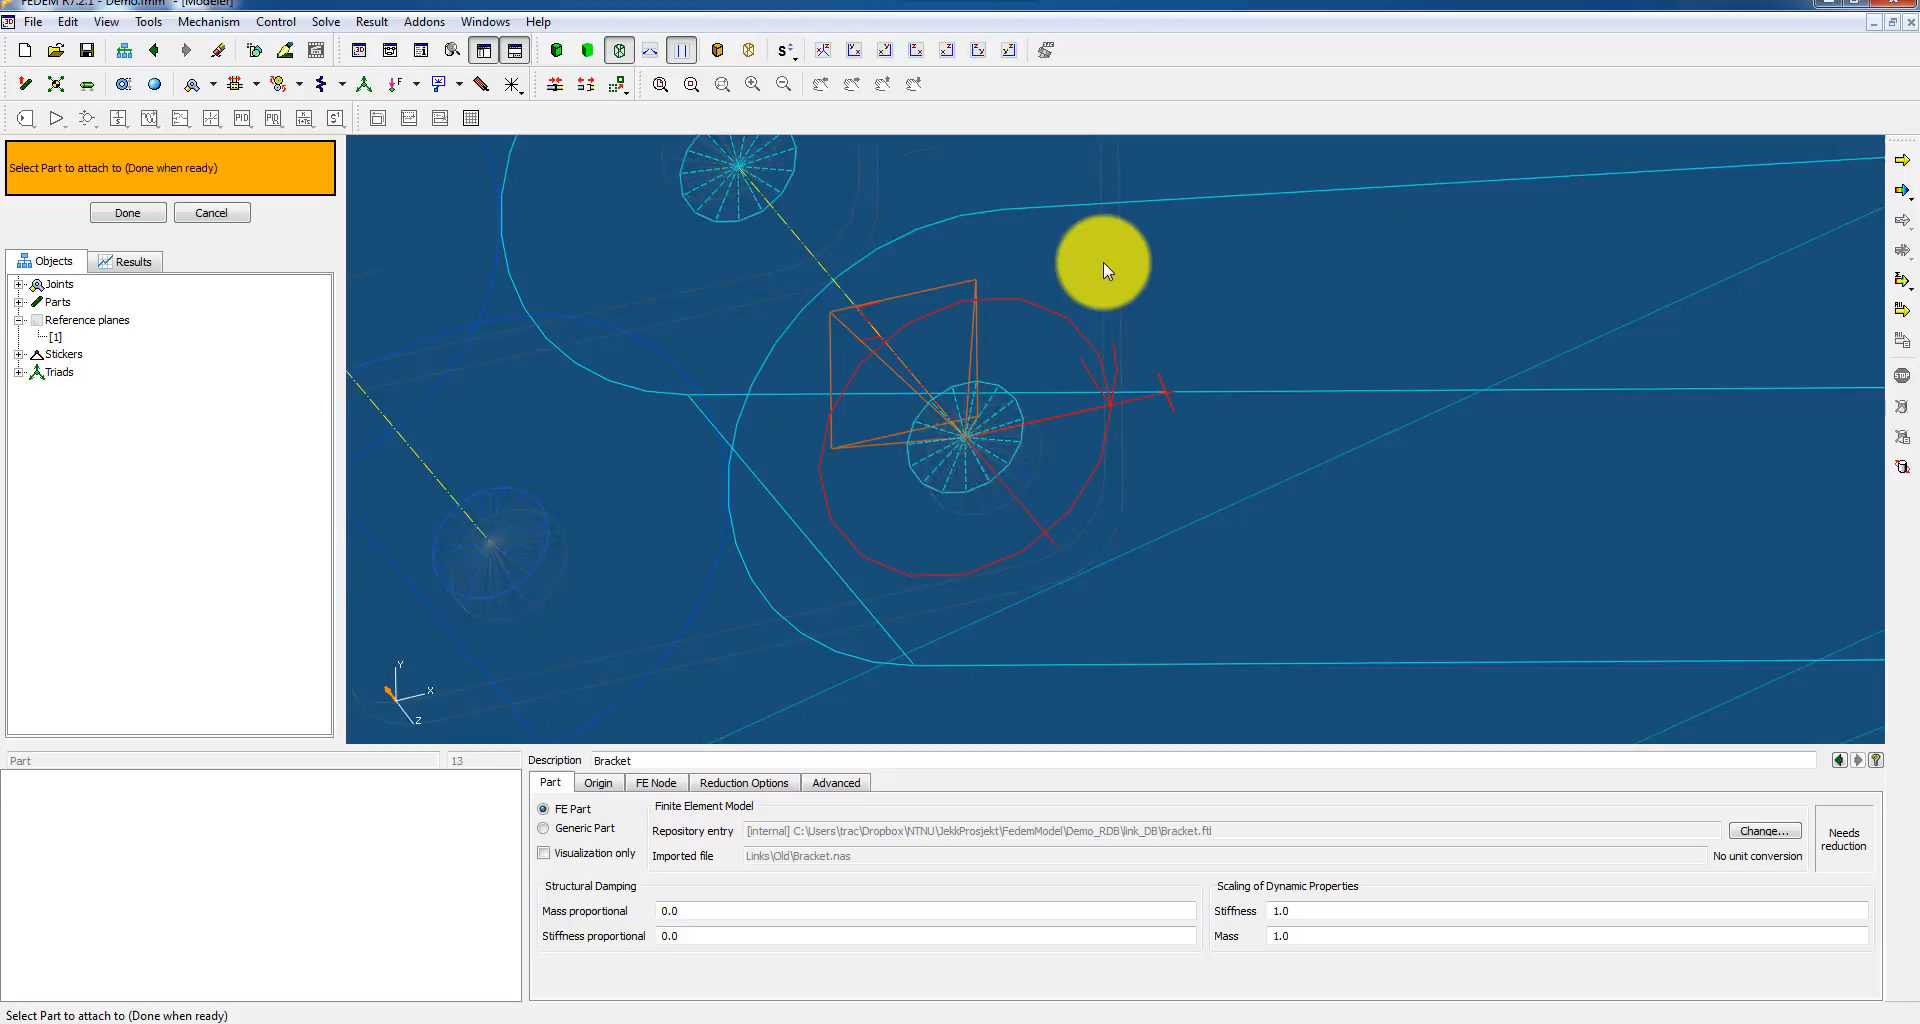 FEDEM R7.2.1 - Demo.fmm * - [Modeler]
File Edit View Tools Mechanism Control Solve Result Addons Windows Help
Select Part to attach to (Done when ready)
Done Cancel
Objects Results
Joints
Parts
Reference planes
[1]
Stickers
Triads
Y
X
Z
STOP
Part 13 Description Bracket
Part Origin FE Node Reduction Options Advanced
FE Part Finite Element Model
Generic Part Repository entry [internal] C:\Users\trac\Dropbox\NTNU\JekkProsjekt\FedemModel\Demo_RDB\link_DB\Bracket.ftl Change... Needs reduction
Visualization only Imported file Links\Old\Bracket.nas No unit conversion
Structural Damping Scaling of Dynamic Properties
Mass proportional 0.0 Stiffness 1.0
Stiffness proportional 0.0 Mass 1.0
Select Part to attach to (Done when ready)